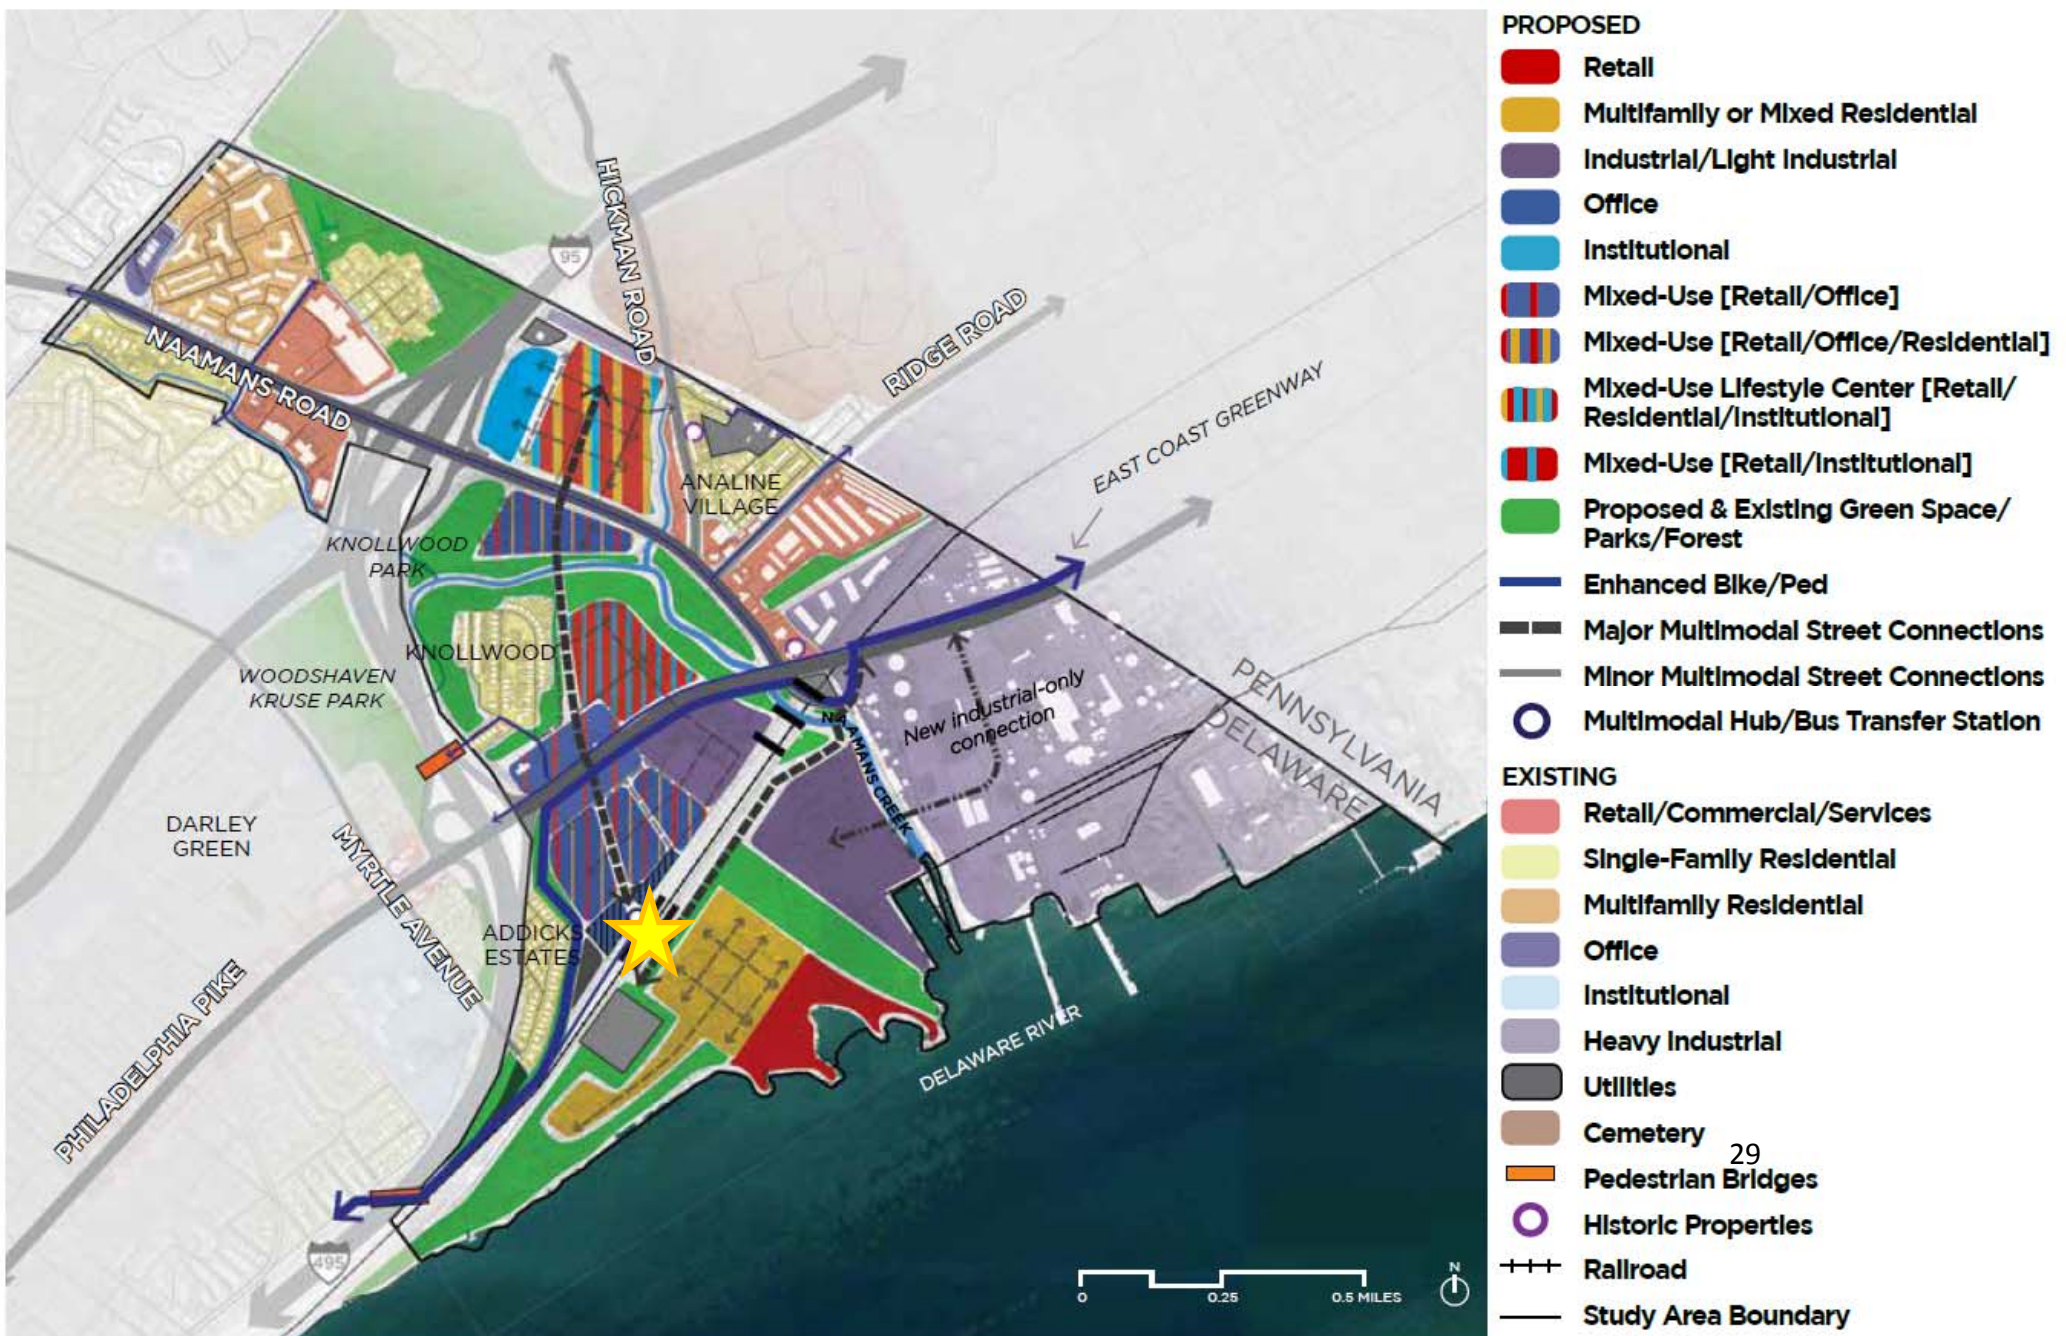 HICKMAN ROAD
95
RIDGE ROAD
NAAMANS ROAD
EAST COAST GREENWAY
ANALINE
VILLAGE
KNOLLWOOD
PARK
KNOLLWOOD
WOODSHAVEN
KRUSE PARK
New industrial-only
connection
PENNSYLVANIA
DELAWARE
NAAMANS CREEK
DARLEY
GREEN
MYRTLE AVENUE
ADDICKS
ESTATES
PHILADELPHIA PIKE
DELAWARE RIVER
495
0
0.25
0.5 MILES
N
PROPOSED
Retail
Multifamily or Mixed Residential
Industrial/Light Industrial
Office
Institutional
Mixed-Use [Retail/Office]
Mixed-Use [Retail/Office/Residential]
Mixed-Use Lifestyle Center [Retail/
Residential/Institutional]
Mixed-Use [Retail/Institutional]
Proposed & Existing Green Space/
Parks/Forest
Enhanced Bike/Ped
Major Multimodal Street Connections
Minor Multimodal Street Connections
Multimodal Hub/Bus Transfer Station
EXISTING
Retail/Commercial/Services
Single-Family Residential
Multifamily Residential
Office
Institutional
Heavy Industrial
Utilities
Cemetery
29
Pedestrian Bridges
Historic Properties
Railroad
Study Area Boundary